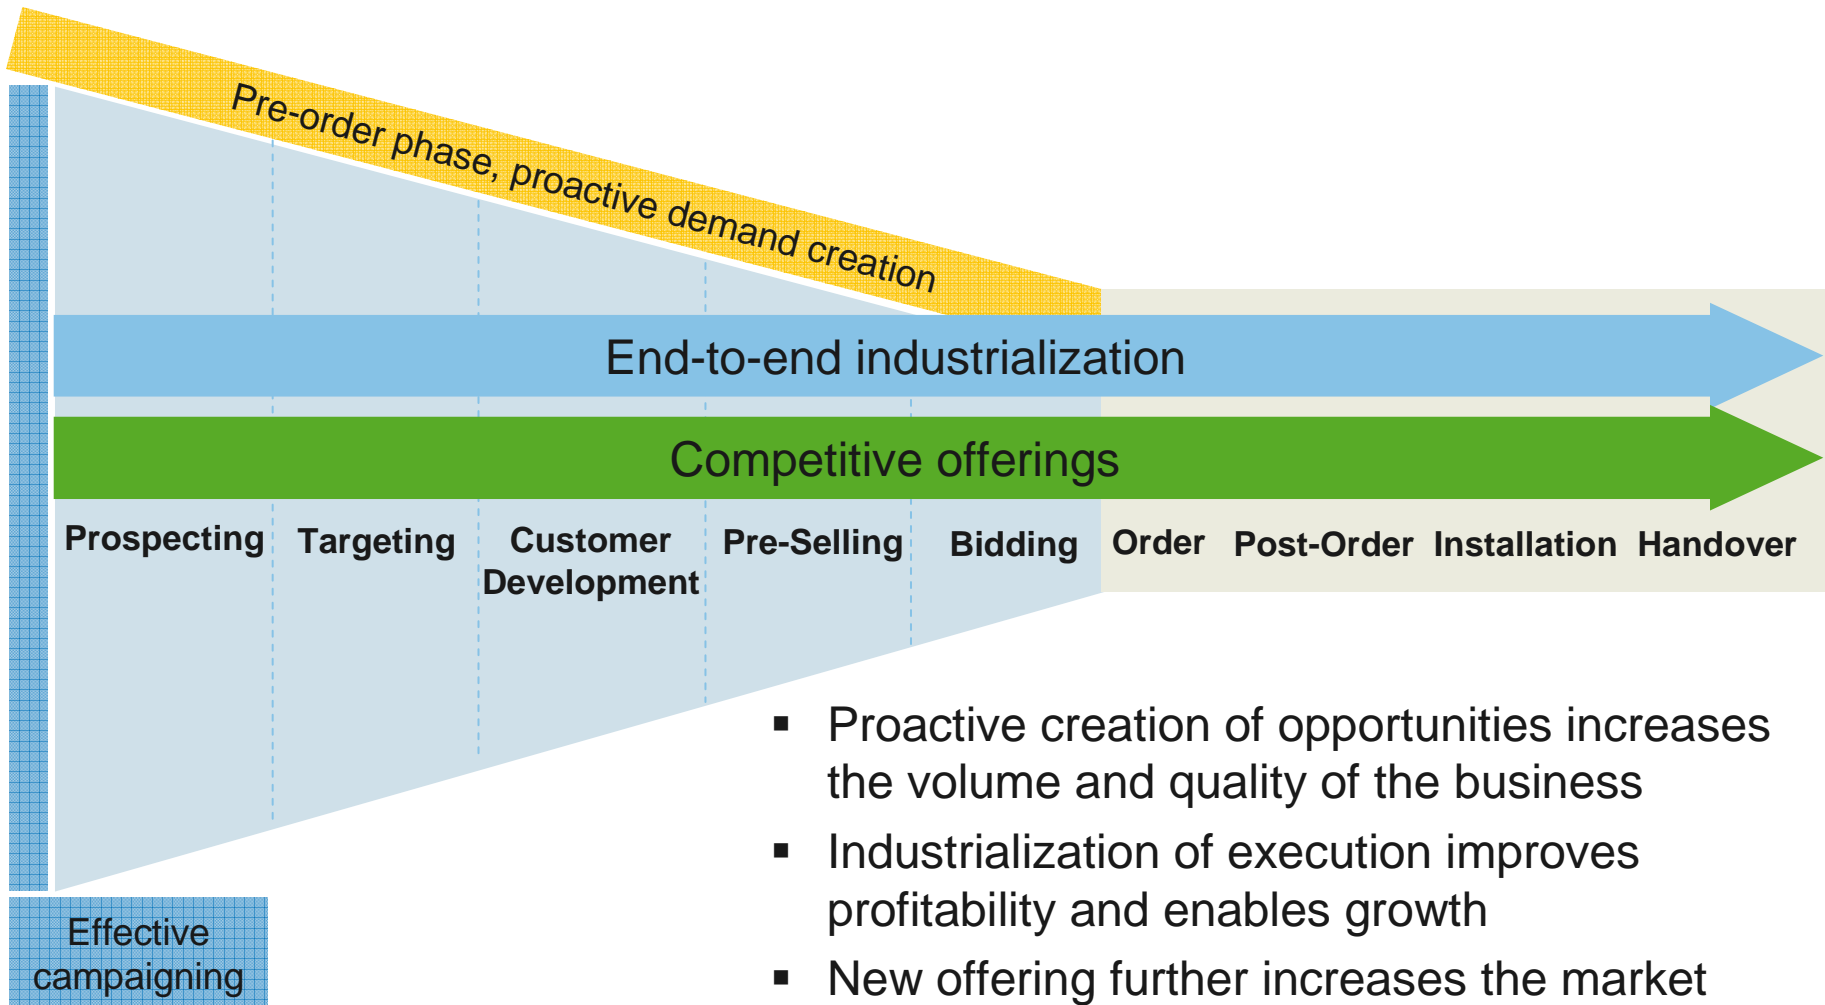 Pre-order phase, proactive demand creation
End-to-end industrialization
Competitive offerings
Prospecting
Targeting
Customer
Development
Pre-Selling
Bidding
Order
Post-Order
Installation
Handover
▪ Proactive creation of opportunities increases
the volume and quality of the business
▪ Industrialization of execution improves
profitability and enables growth
▪ New offering further increases the market
Effective
campaigning